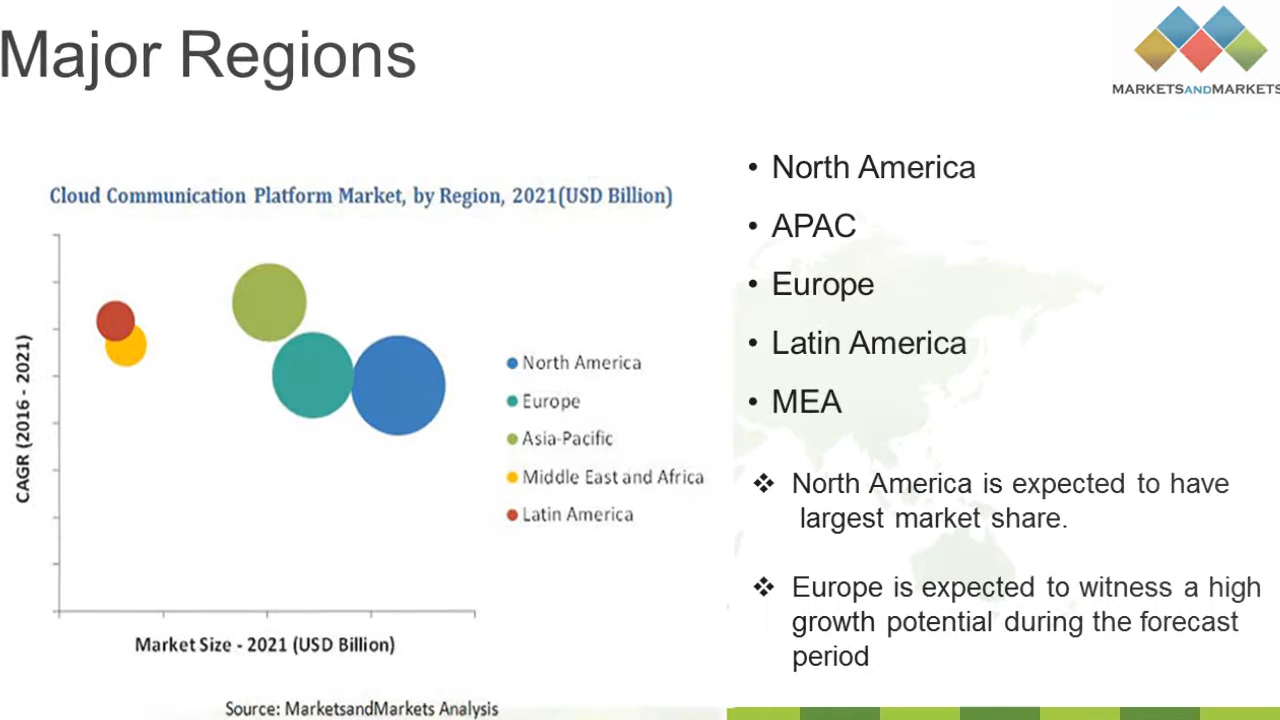 Major Regions
MARKETSANDMARKETS
Cloud Communication Platform Market, by Region, 2021(USD Billion)
CAGR (2016 - 2021)
North America
Europe
Asia-Pacific
Middle East and Africa
Latin America
Market Size - 2021 (USD Billion)
Source: MarketsandMarkets Analysis
• North America
• APAC
• Europe
• Latin America
• MEA
❖ North America is expected to have
largest market share.
❖ Europe is expected to witness a high
growth potential during the forecast
period